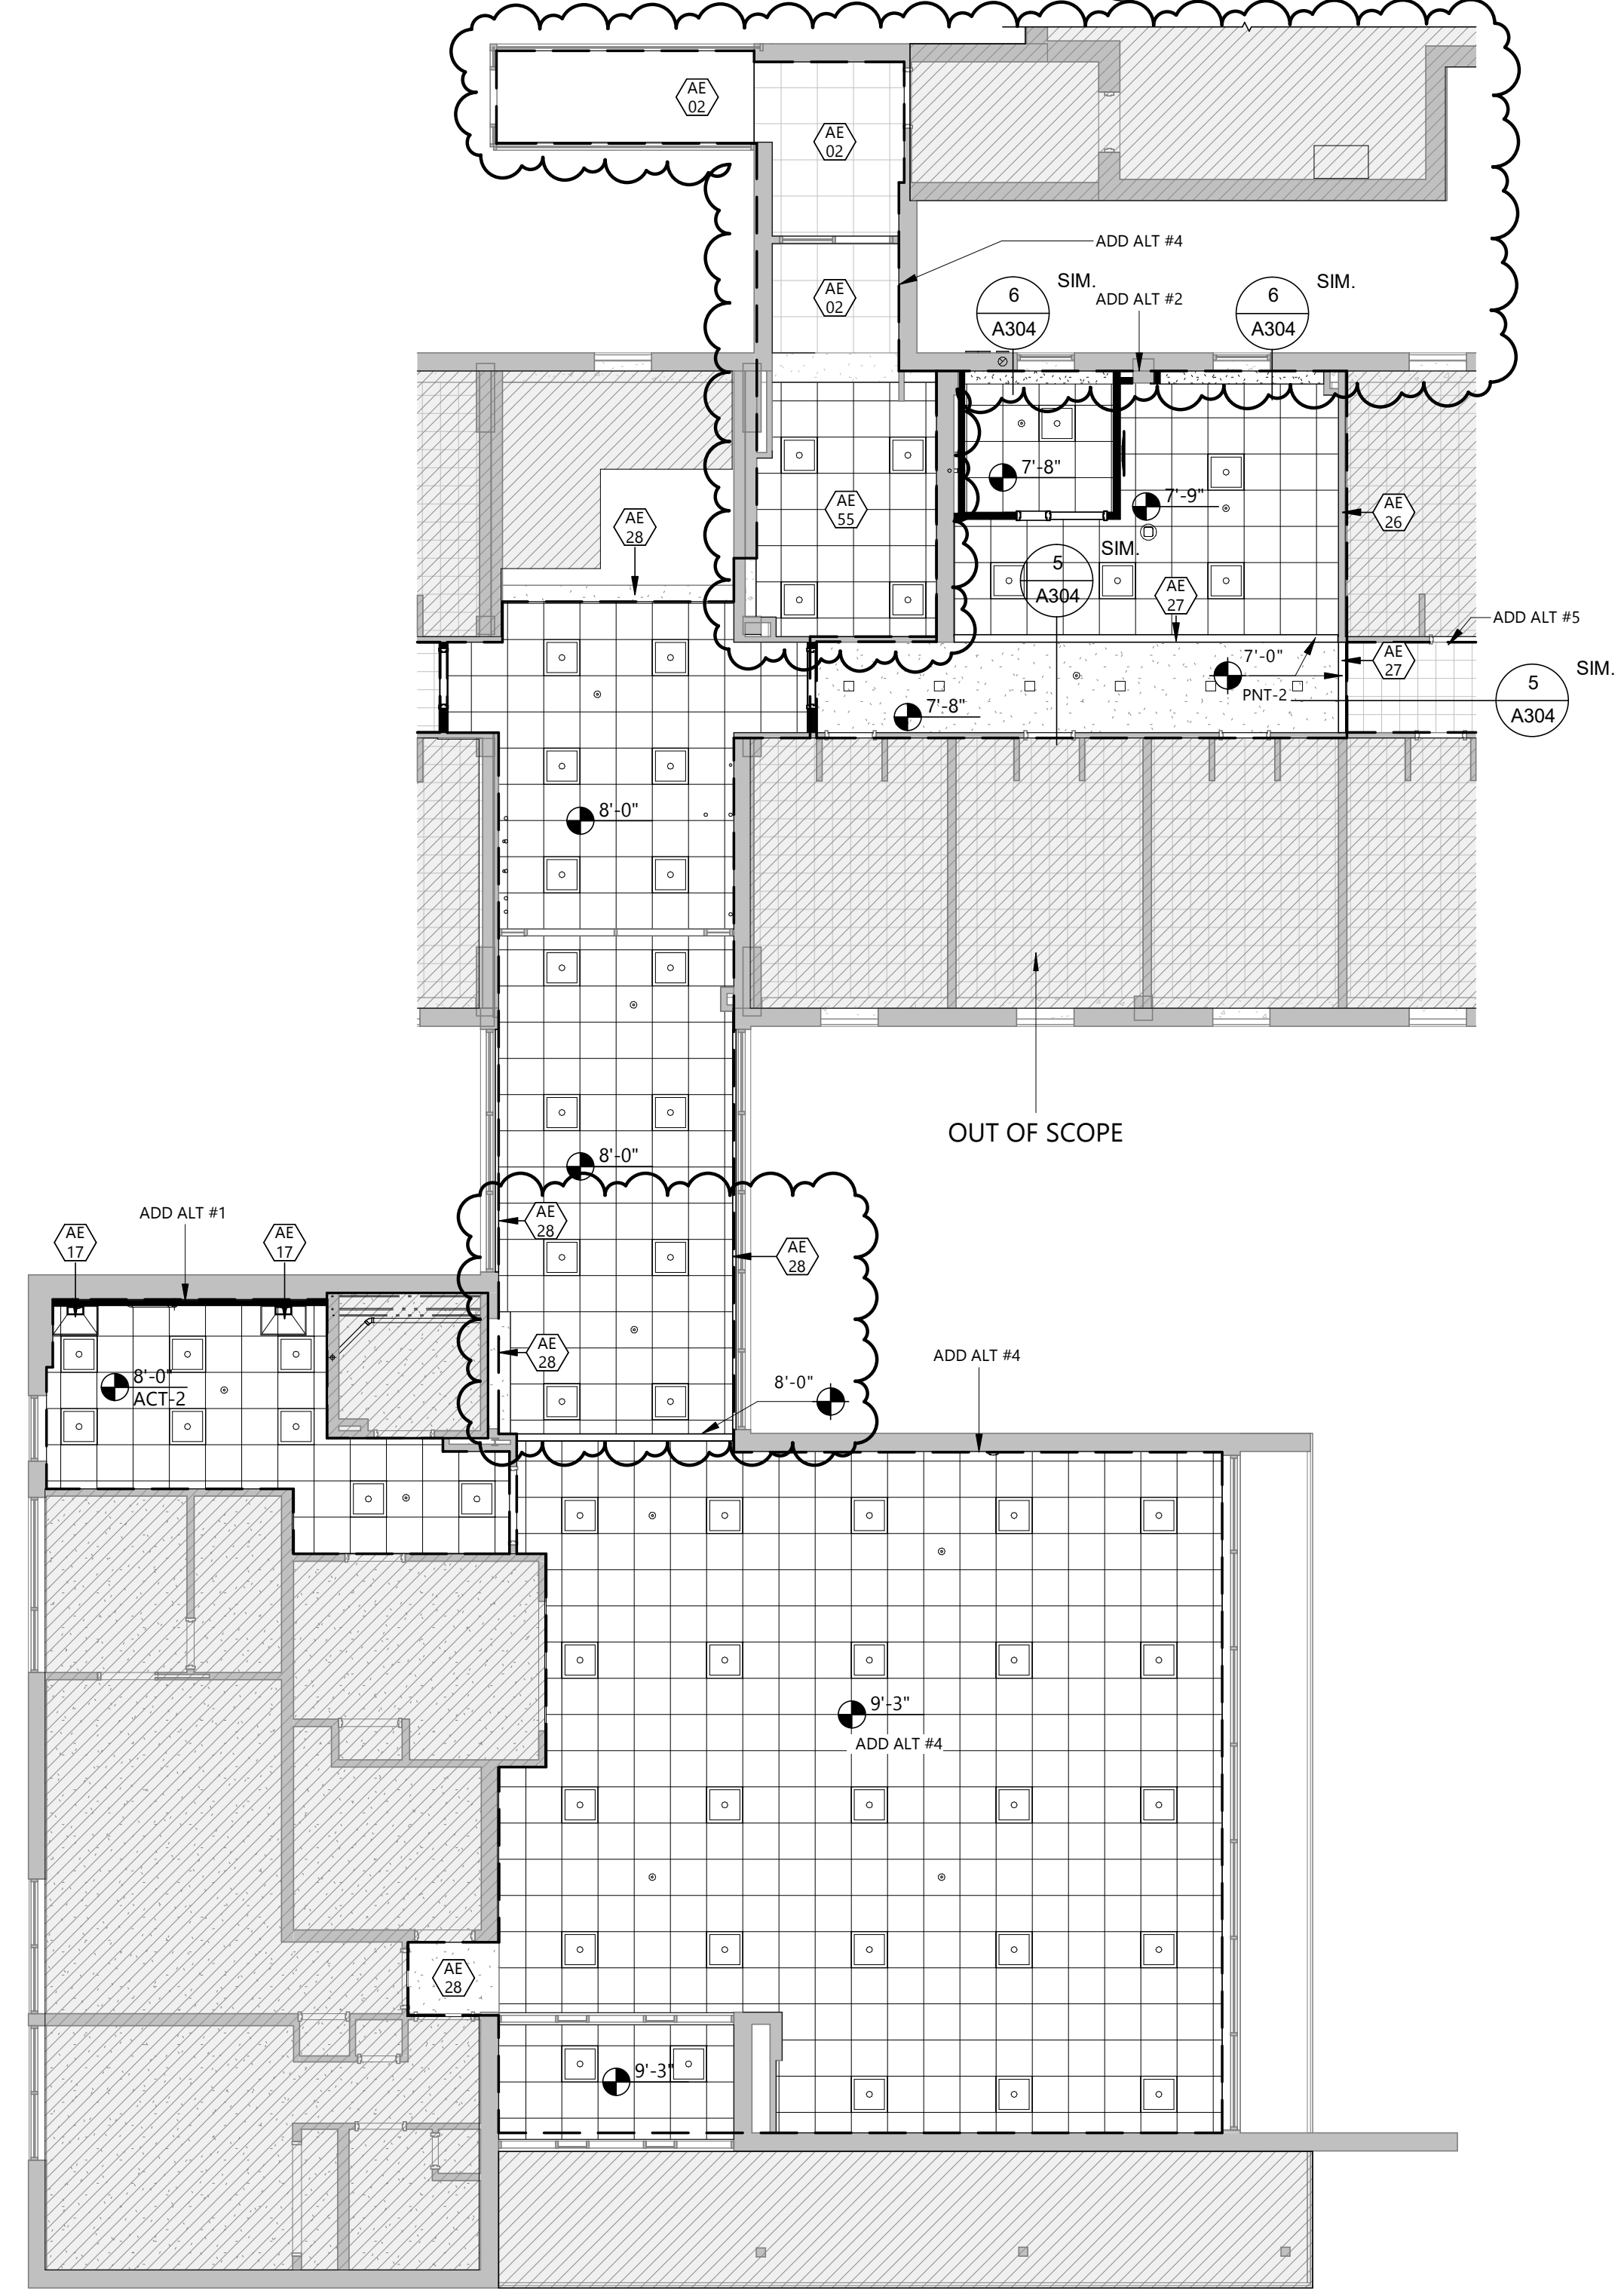 AE
02
AE
02
ADD ALT #4
AE
02
SIM.
6
A304
ADD ALT #2
SIM.
6
A304
7'-8"
7'-9"
AE
55
AE
26
AE
28
SIM.
5
A304
AE
27
ADD ALT #5
7'-0"
AE
27
PNT-2
SIM.
5
A304
7'-8"
8'-0"
OUT OF SCOPE
8'-0"
ADD ALT #1
AE
17
AE
17
AE
28
AE
28
AE
28
8'-0"
ADD ALT #4
8'-0"
ACT-2
9'-3"
ADD ALT #4
AE
28
9'-3"